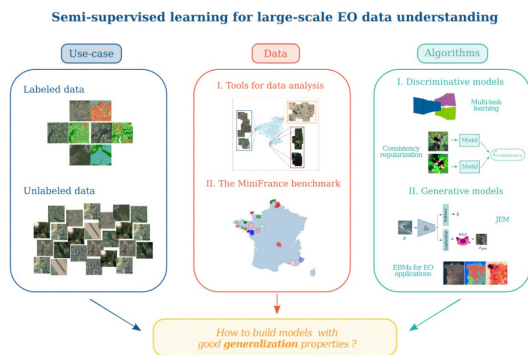 Semi-supervised learning for large-scale EO data understanding
Use-case
Labeled data
Unlabeled data
Data
I. Tools for data analysis
II. The MiniFrance benchmark
Algorithms
I. Discriminative models
Multi-task
learning
Consistency
regularization
Model
Model
II. Generative models
JEM
EBMs for EO
applications
How to build models with
good generalization properties ?